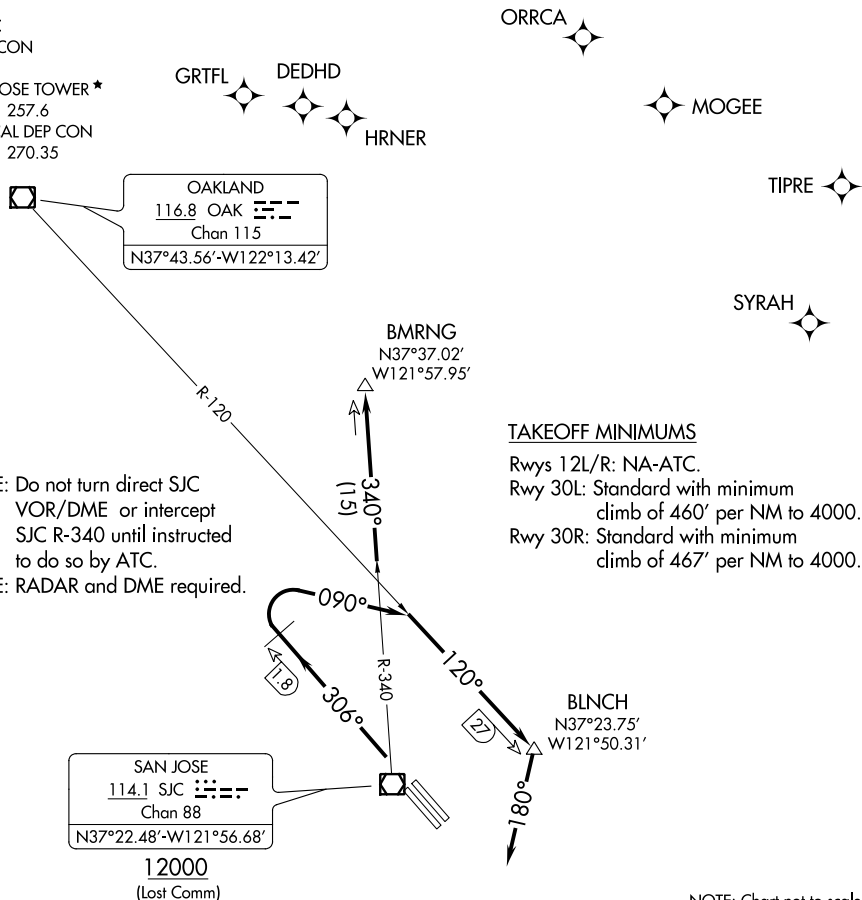 E
CON
OSE TOWER ★
257.6
AL DEP CON
270.35
ORRCA
GRTFL
DEDHD
HRNER
MOGEE
TIPRE
SYRAH
OAKLAND
116.8 OAK
Chan 115
N37°43.56'-W122°13.42'
BMRNG
N37°37.02'
W121°57.95'
R-120
340°
(15)
TAKEOFF MINIMUMS
Rwys 12L/R: NA-ATC.
Rwy 30L: Standard with minimum
climb of 460' per NM to 4000.
Rwy 30R: Standard with minimum
climb of 467' per NM to 4000.
E: Do not turn direct SJC
VOR/DME or intercept
SJC R-340 until instructed
to do so by ATC.
E: RADAR and DME required.
090°
1.8
306°
R-340
120°
27
BLNCH
N37°23.75'
W121°50.31'
180°
SAN JOSE
114.1 SJC
Chan 88
N37°22.48'-W121°56.68'
12000
(Lost Comm)
NOTE: Chart not to scale